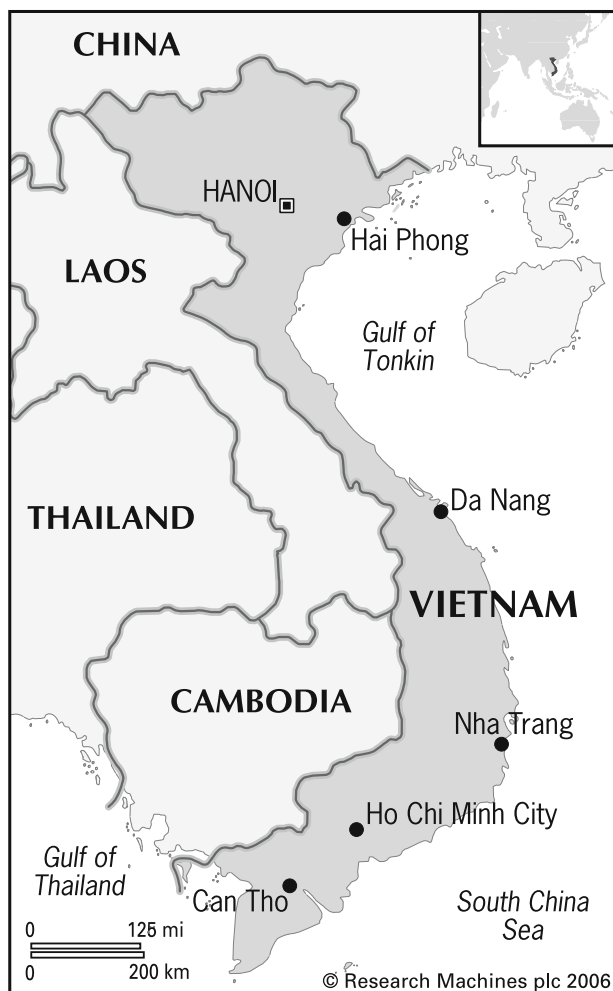 CHINA
HANOI
Hai Phong
LAOS
Gulf of
Tonkin
Da Nang
THAILAND
VIETNAM
CAMBODIA
Nha Trang
Ho Chi Minh City
Gulf of
Thailand
Can Tho
South China
Sea
0 125 mi
0 200 km
© Research Machines plc 2006